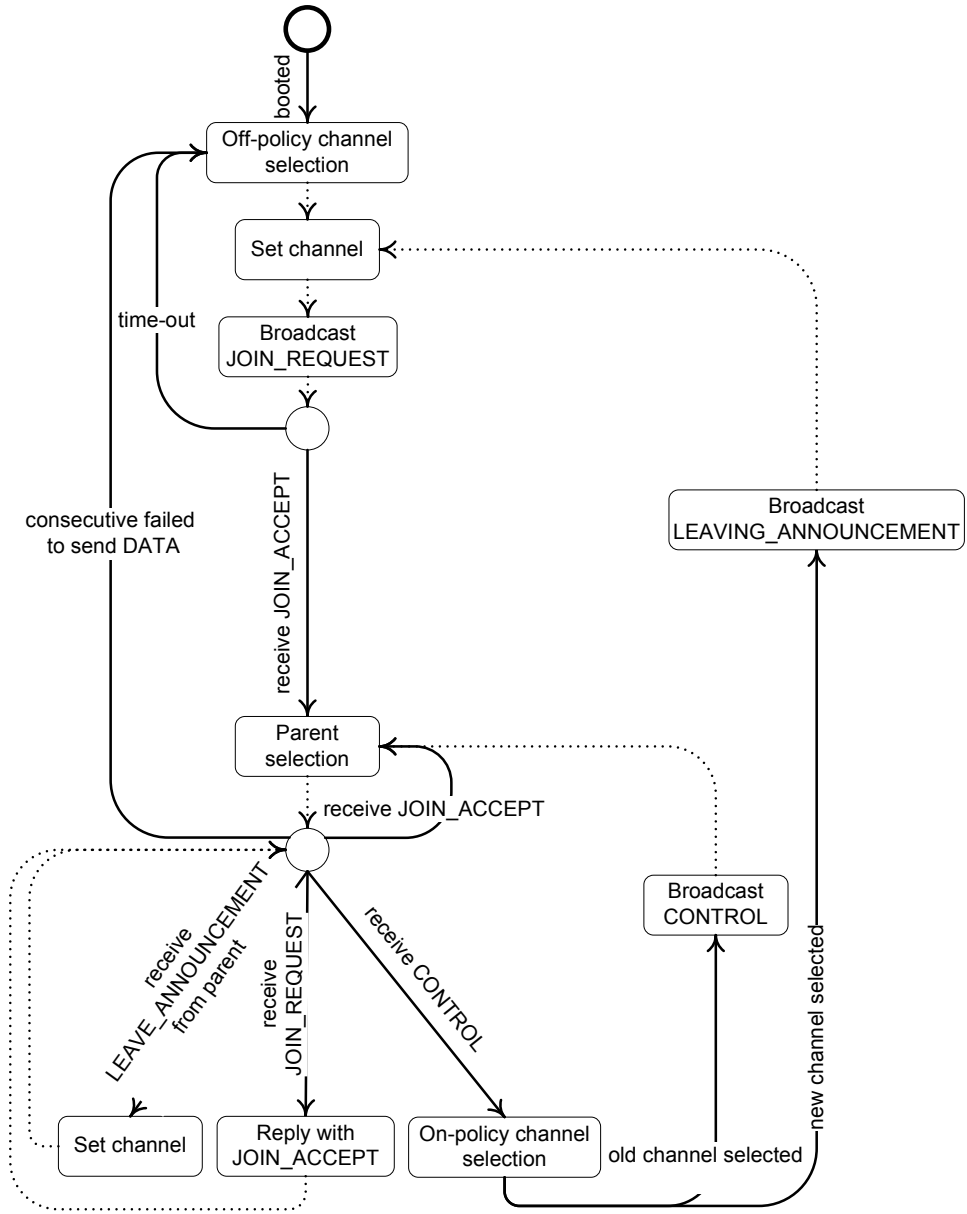 booted
Off-policy channel
selection
Set channel
time-out
Broadcast
JOIN_REQUEST
receive JOIN_ACCEPT
consecutive failed
to send DATA
Broadcast
LEAVING_ANNOUNCEMENT
Parent
selection
receive JOIN_ACCEPT
Broadcast
CONTROL
receive
LEAVE_ANNOUNCEMENT
from parent
receive
JOIN_REQUEST
receive CONTROL
new channel selected
Set channel
Reply with
JOIN_ACCEPT
On-policy channel
selection
old channel selected